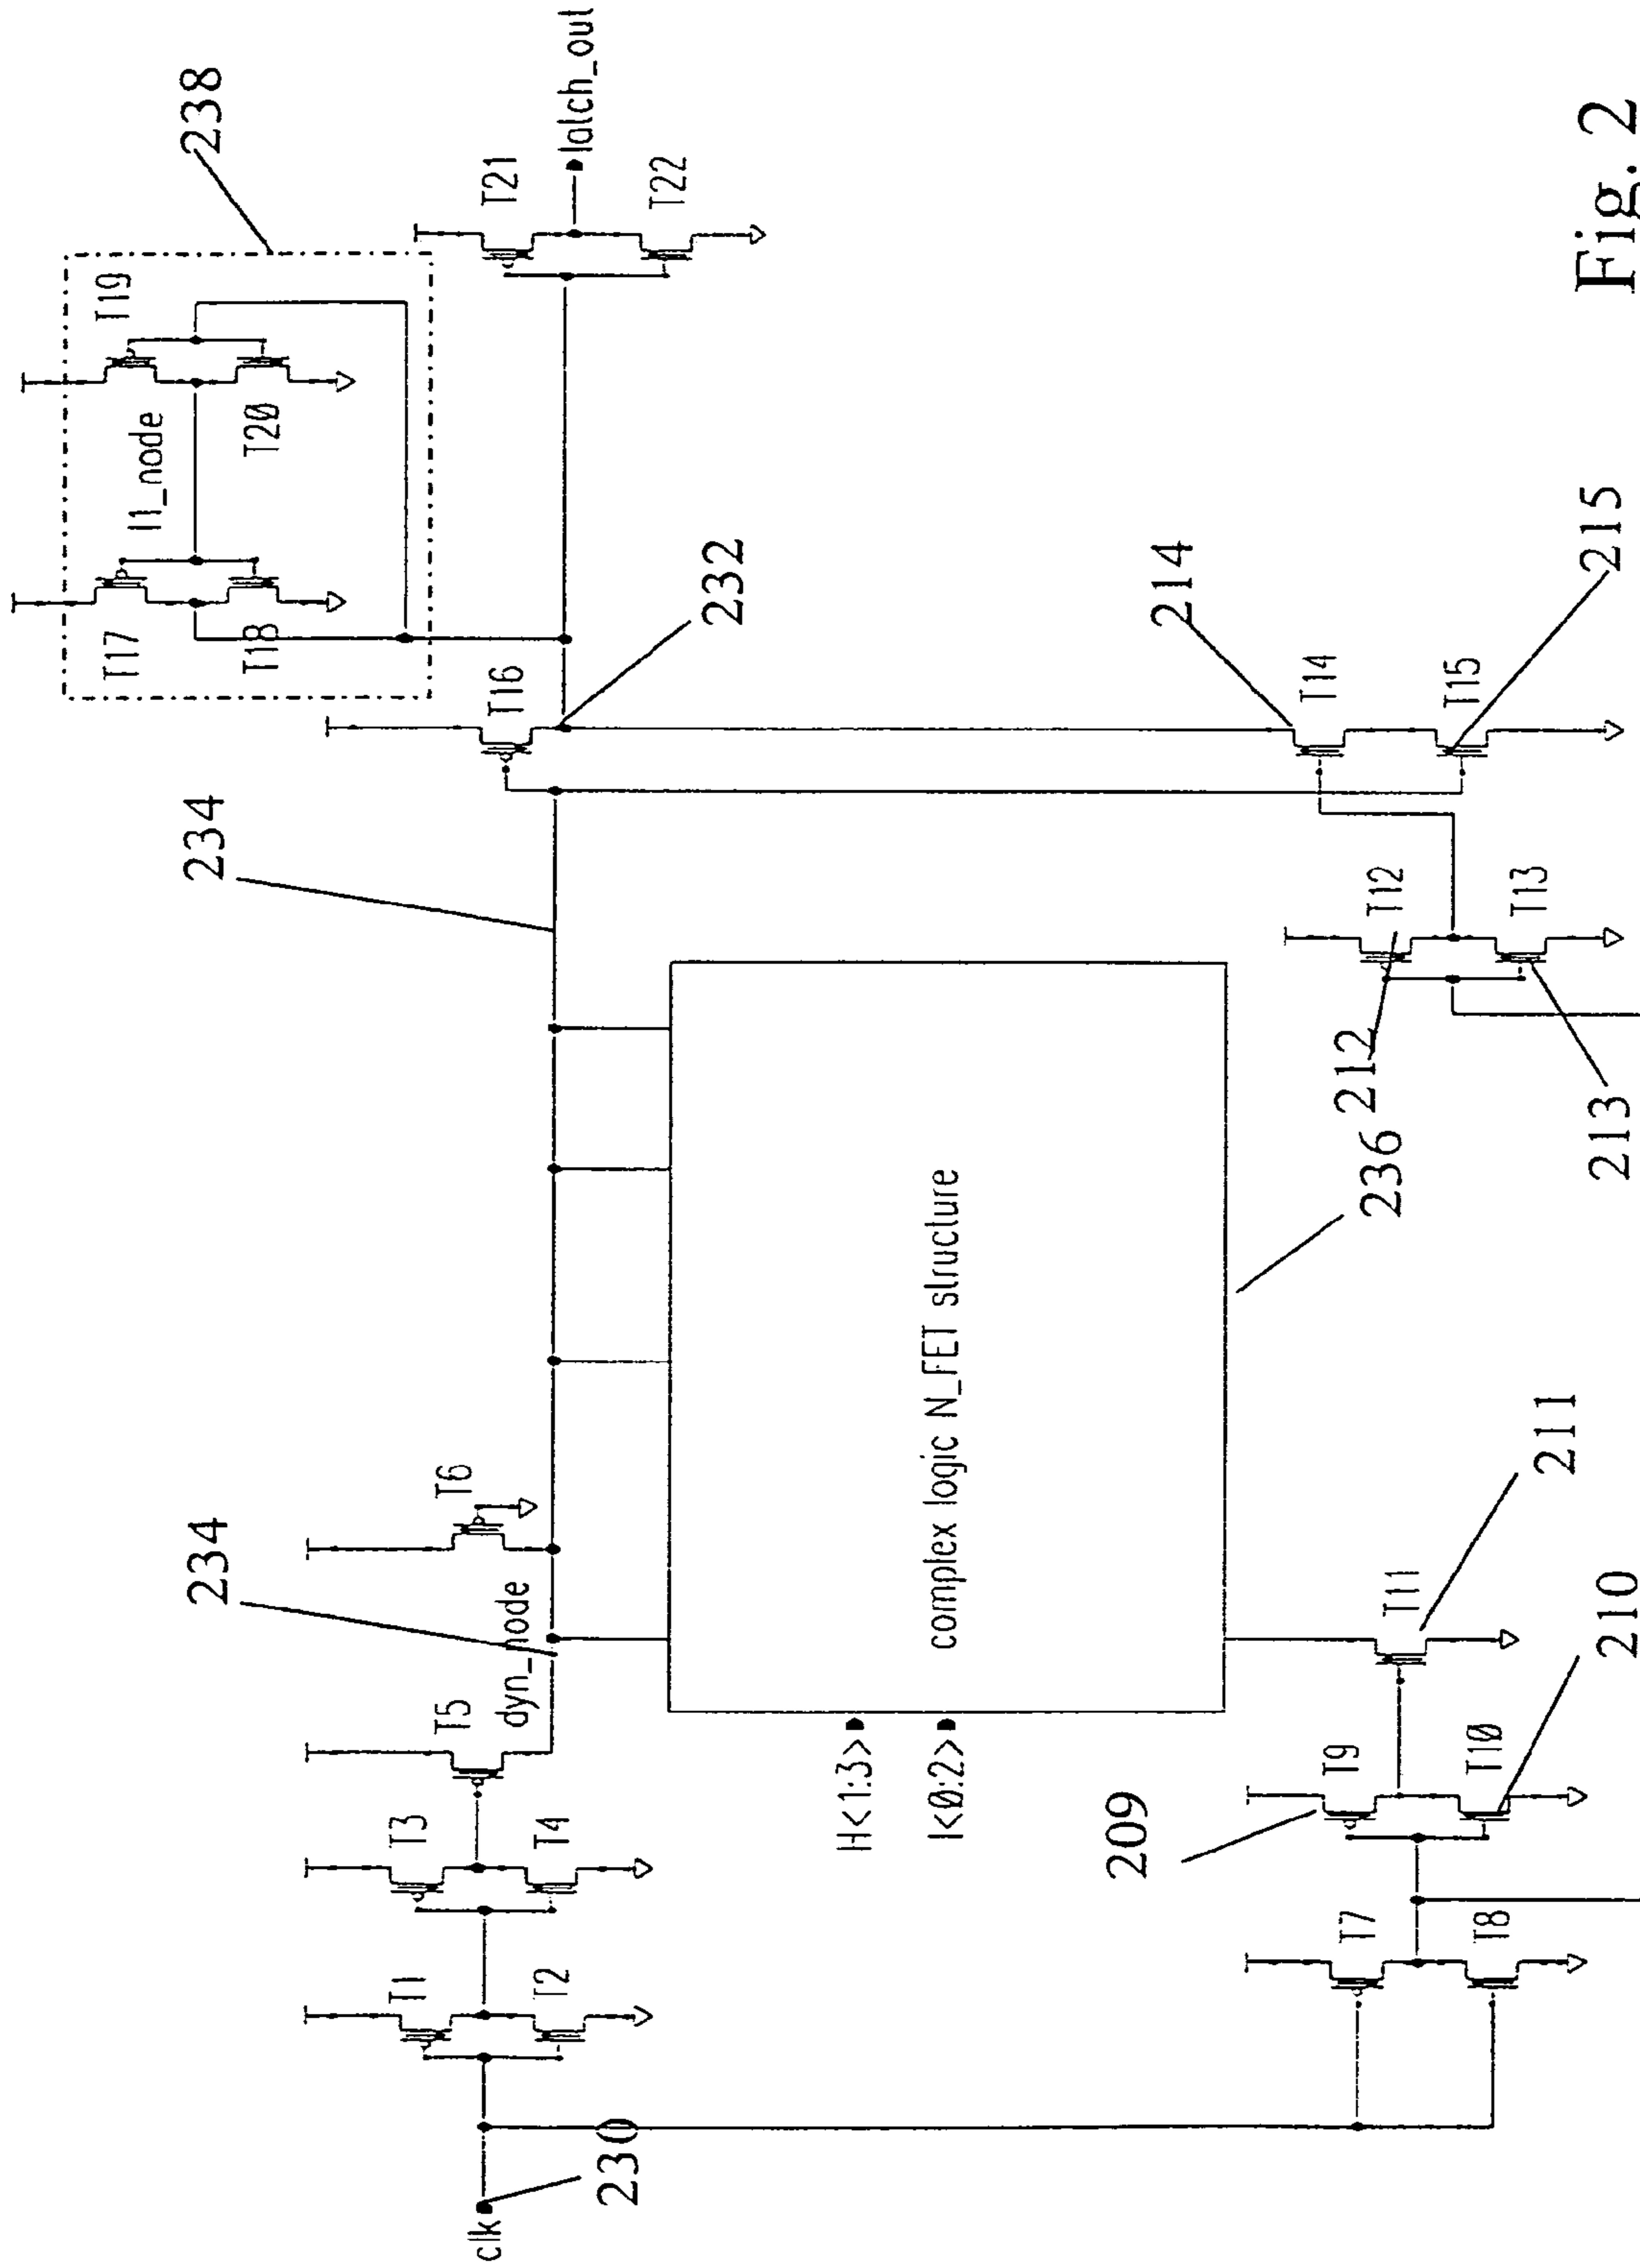 238
T19
T17
l1_node
T20
T18
latch_out
T21
T22
Fig. 2
T16
232
234
214
T14
T15
215
T12
T13
212
213
236
complex logic N_FET structure
T6
234
dyn_node
T5
T3
T4
T1
T2
H<1:3>
I<0:2>
T11
211
T9
T10
209
210
T7
T8
clk
230